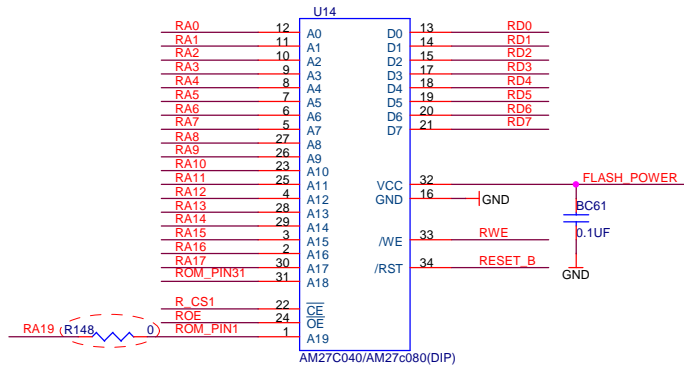 U14
RA0 12 A0 D0 13 RD0
RA1 11 A1 D1 14 RD1
RA2 10 A2 D2 15 RD2
RA3 9 A3 D3 17 RD3
RA4 8 A4 D4 18 RD4
RA5 7 A5 D5 19 RD5
RA6 6 A6 D6 20 RD6
RA7 5 A7 D7 21 RD7
RA8 27 A8
RA9 26 A9
RA10 23 A10
RA11 25 A11 VCC 32 FLASH_POWER
RA12 4 A12 GND 16 GND
RA13 28 A13 BC61
RA14 29 A14
RA15 3 A15 /WE 33 RWE 0.1UF
RA16 2 A16
RA17 30 A17 /RST 34 RESET_B
ROM_PIN31 31 A18 GND
R_CS1 22 CE
ROE 24 OE
RA19 R148 0 ROM_PIN1 1 A19
AM27C040/AM27c080(DIP)